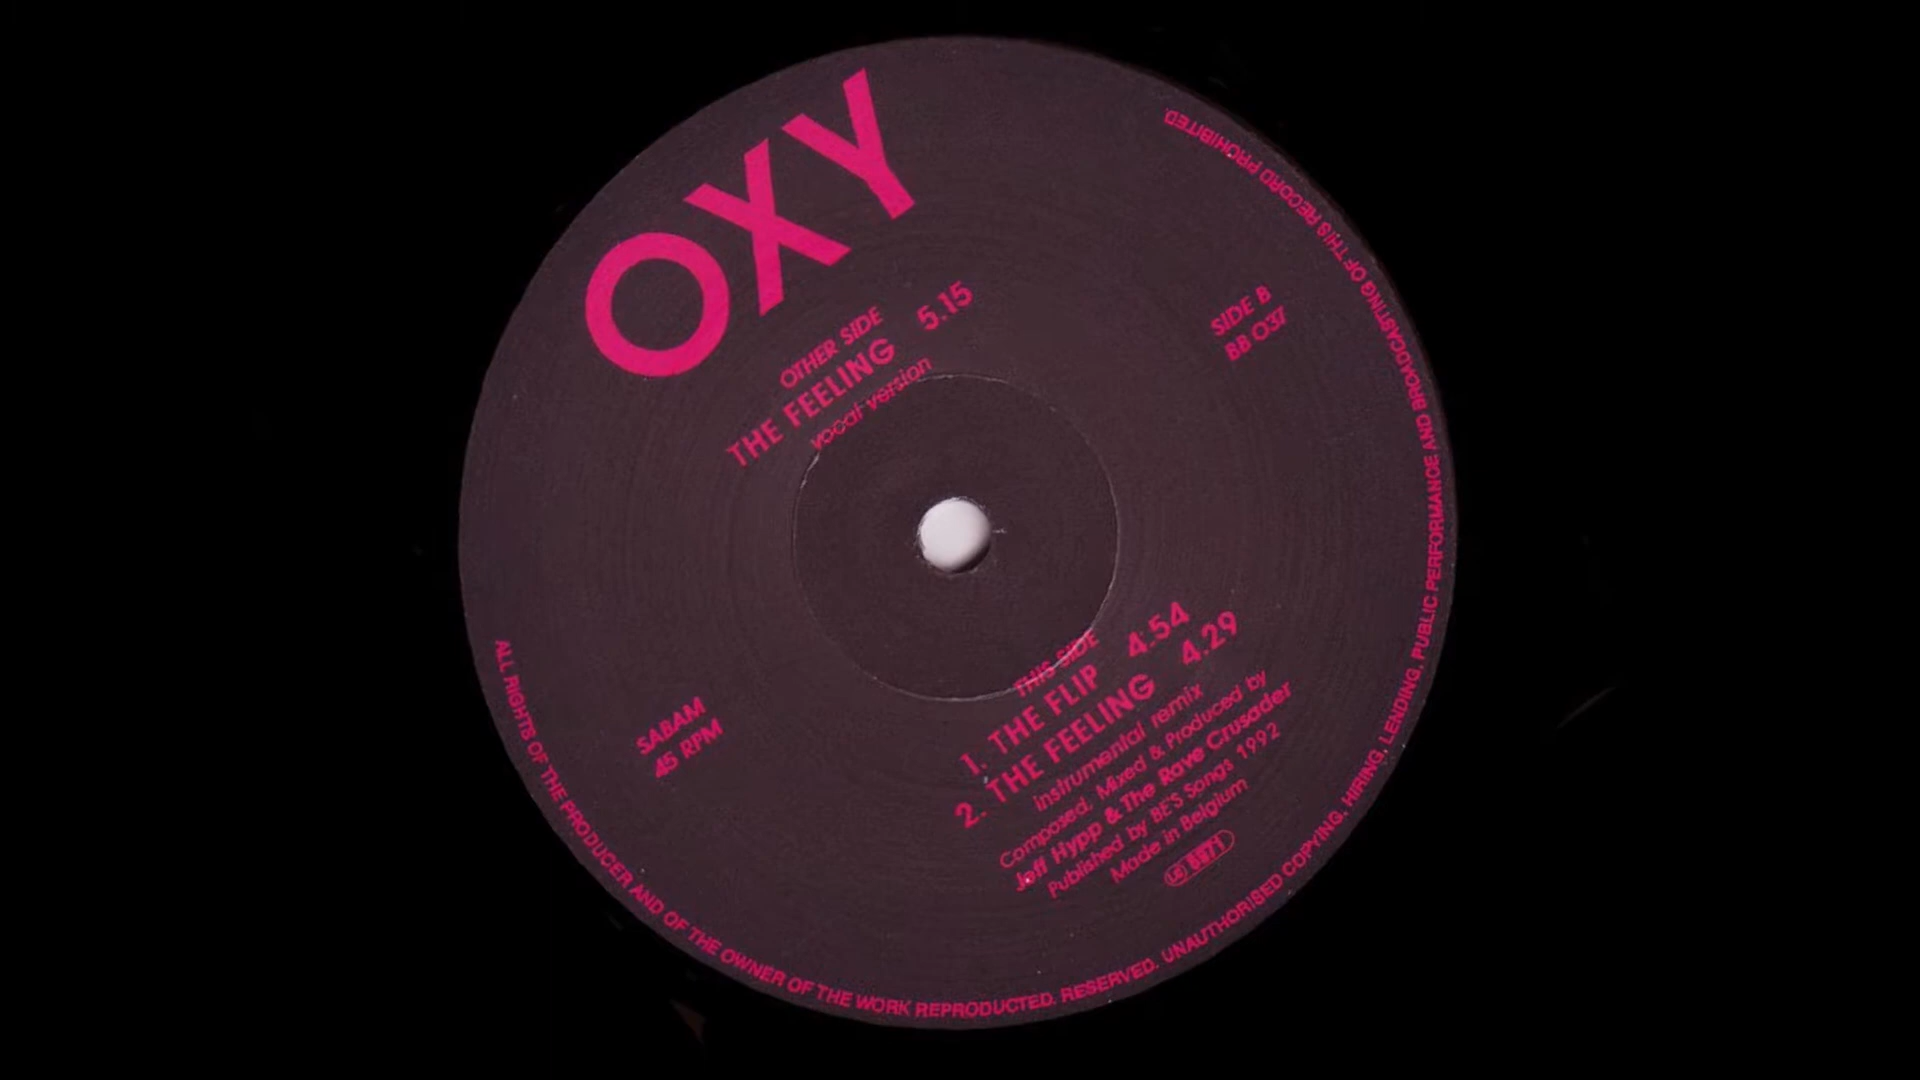 OXY
OTHER SIDE
THE FEELING 5.15
vocal version
SIDE B
BB 037
SABAM
45 RPM
THIS SIDE
1. THE FLIP 4.54
2. THE FEELING 4.29
instrumental remix
Composed, Mixed & Produced by
Jeff Hypp & The Rave Crusader
Published by BE'S Songs 1992
Made in Belgium
LC 5871
ALL RIGHTS OF THE PRODUCER AND OF THE OWNER OF THE WORK REPRODUCTED. RESERVED. UNAUTHORISED COPYING, HIRING, LENDING, PUBLIC PERFORMANCE AND BROADCASTING OF THIS RECORD PROHIBITED